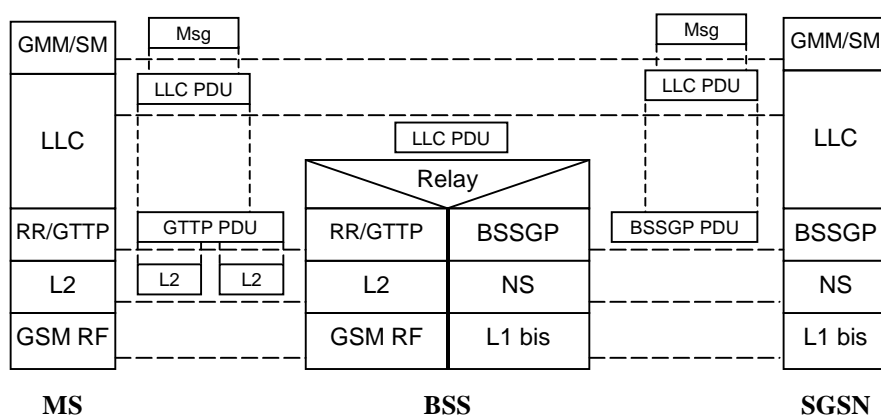 GMM/SM Msg Msg GMM/SM
LLC PDU LLC PDU
LLC LLC PDU LLC
Relay
RR/GTTP GTTP PDU RR/GTTP BSSGP BSSGP PDU BSSGP
L2 L2 L2 L2 NS NS
GSM RF GSM RF L1 bis L1 bis
MS BSS SGSN